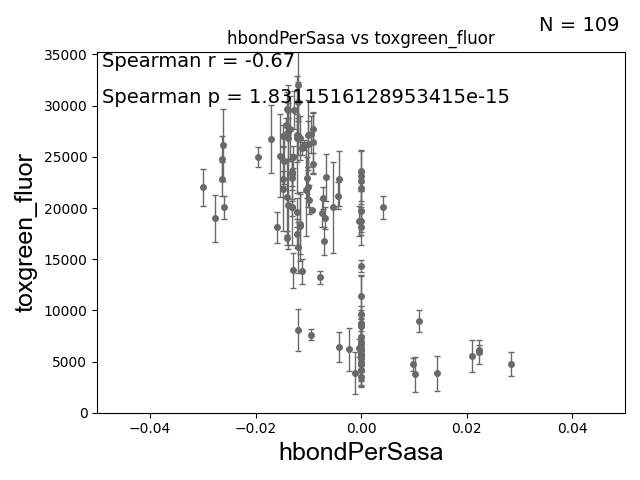 N = 109
hbondPerSasa vs toxgreen_fluor
Spearman r = -0.67
Spearman p = 1.8311516128953415e-15
35000
30000
25000
20000
15000
10000
5000
0
toxgreen_fluor
−0.04 −0.02 0.00 0.02 0.04
hbondPerSasa